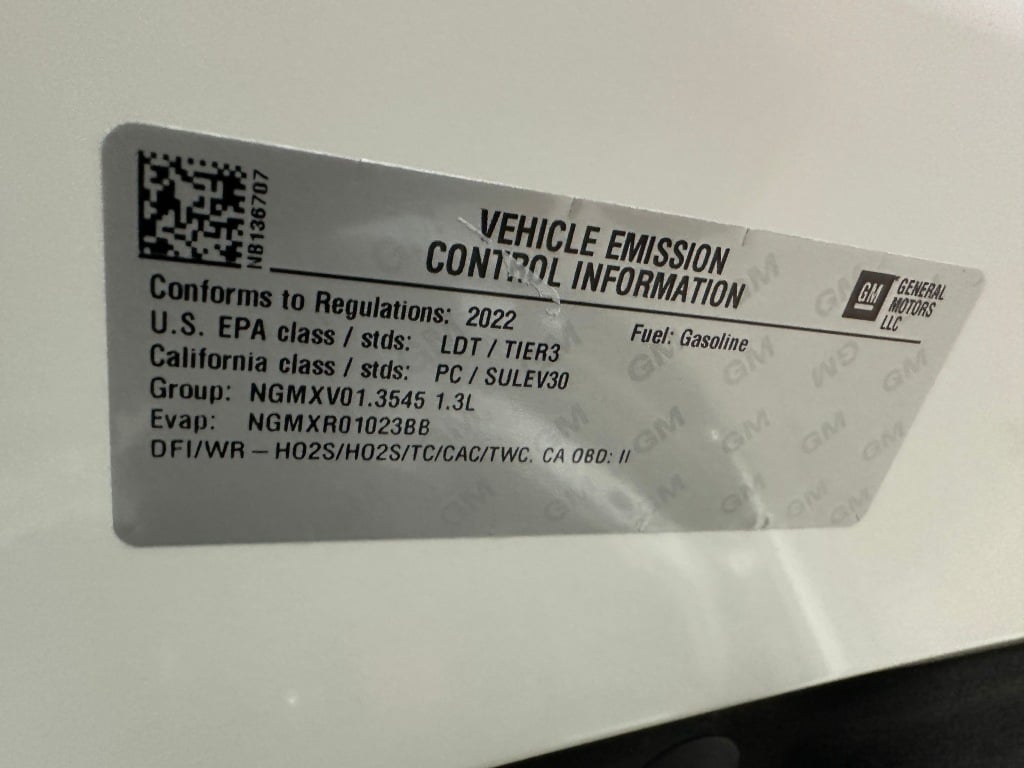 NB136707
VEHICLE EMISSION
CONTROL INFORMATION
GM
GENERAL
MOTORS
LLC
Conforms to Regulations: 2022
Fuel: Gasoline
U.S. EPA class / stds: LDT / TIER3
California class / stds: PC / SULEV30
Group: NGMXV01.3545 1.3L
Evap: NGMXR01023BB
DFI/WR – HO2S/HO2S/TC/CAC/TWC. CA OBD: II